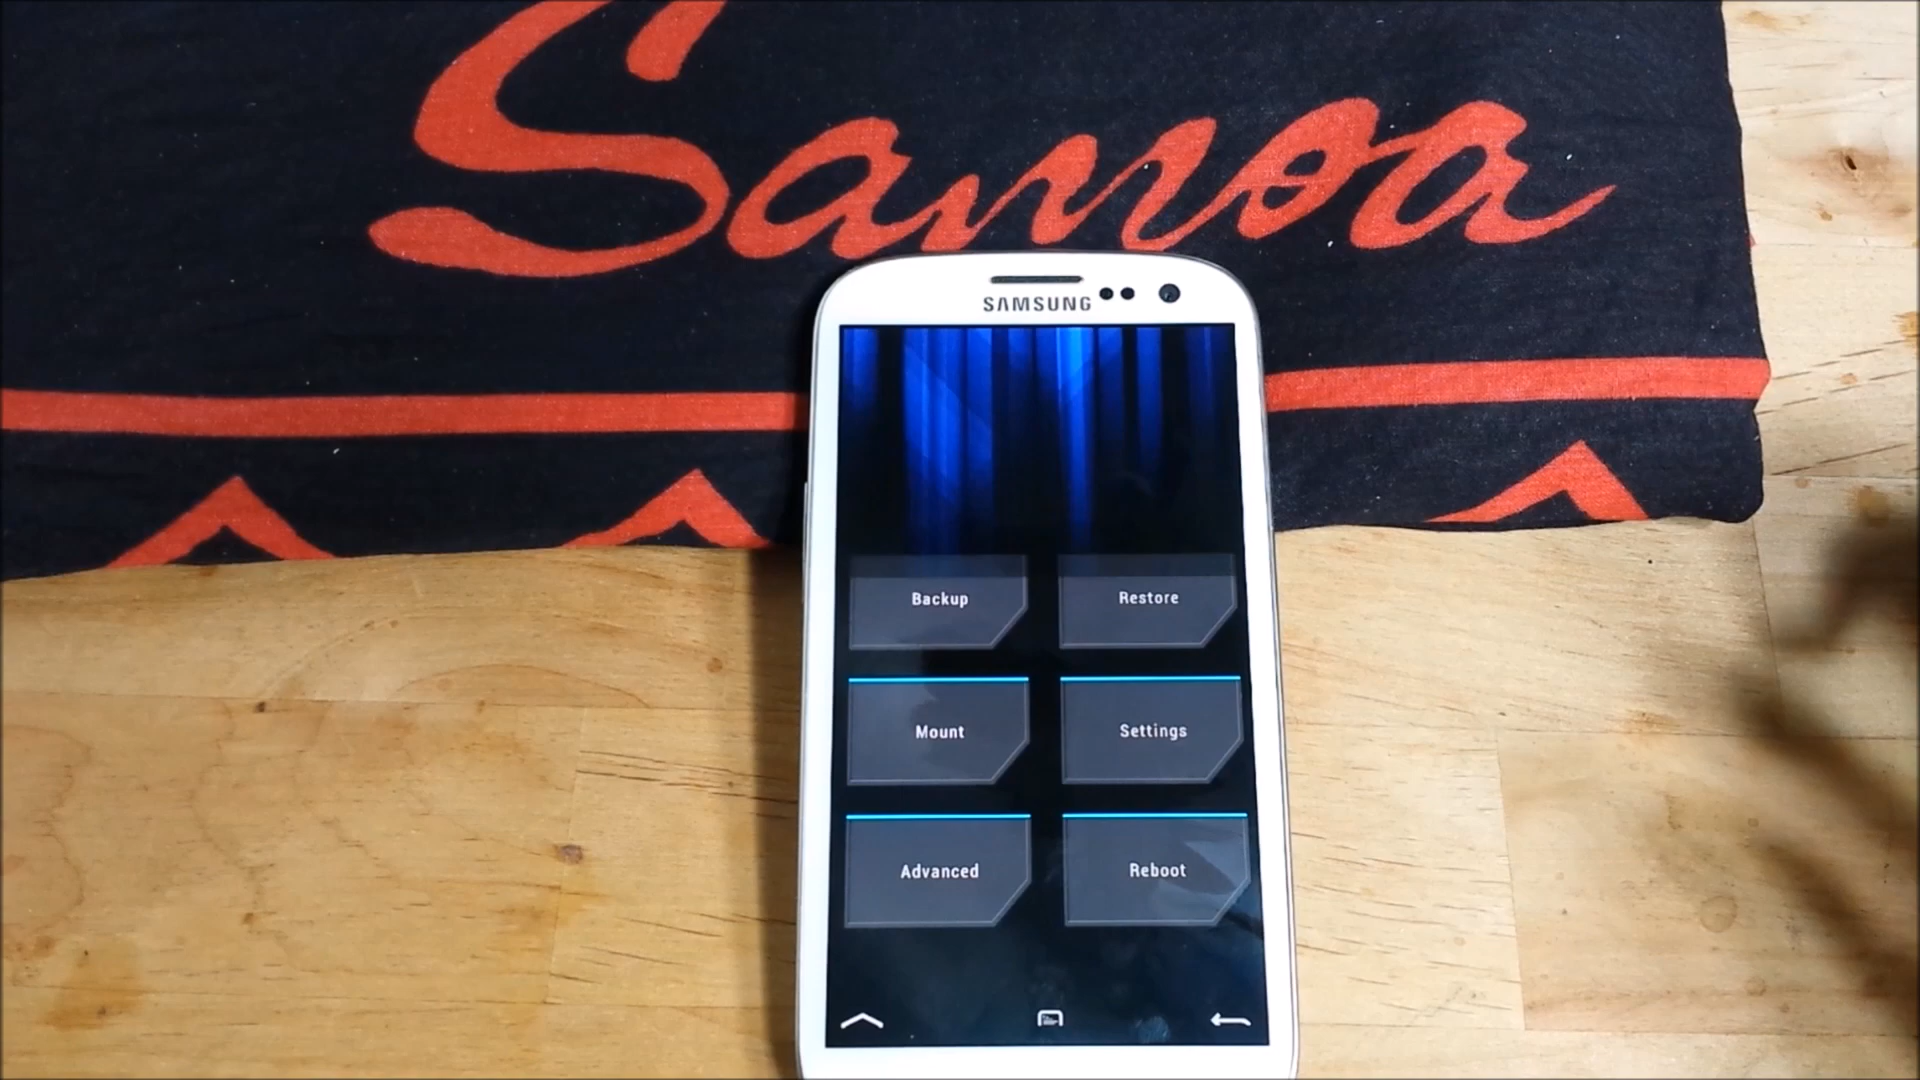 Samoa
SAMSUNG
Backup
Restore
Mount
Settings
Advanced
Reboot